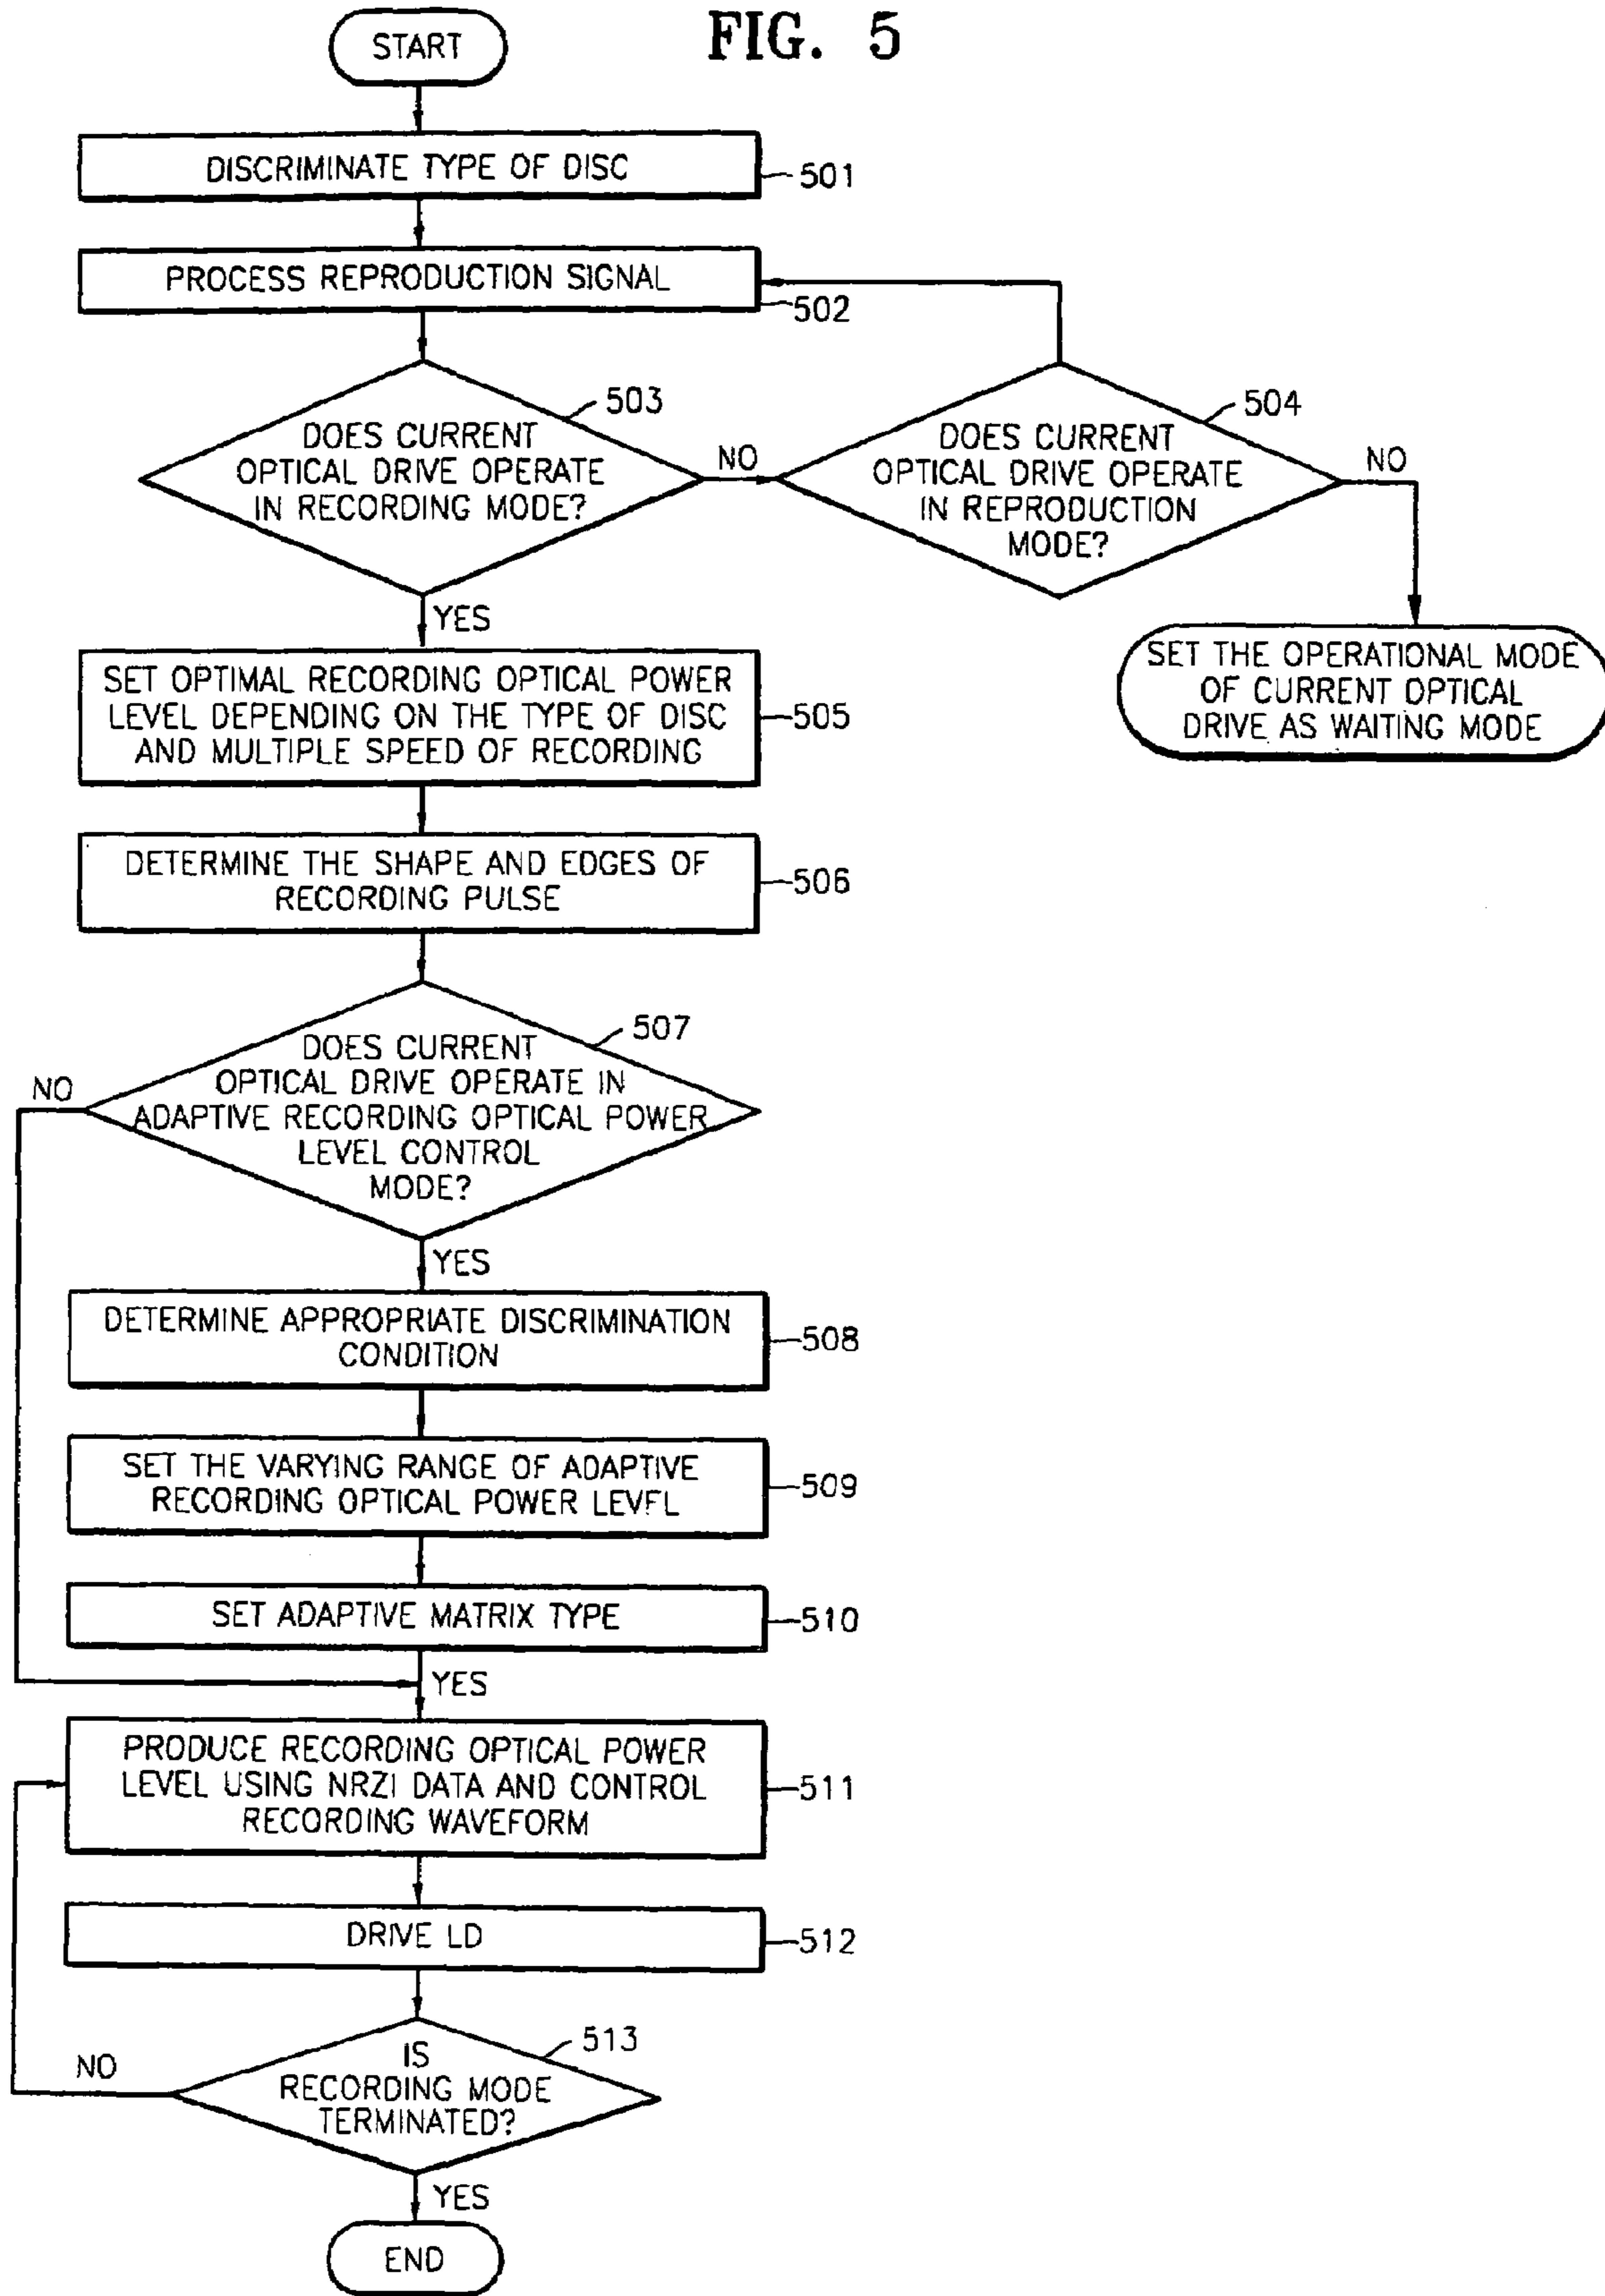 FIG. 5
START
DISCRIMINATE TYPE OF DISC
501
PROCESS REPRODUCTION SIGNAL
502
503
DOES CURRENT
OPTICAL DRIVE OPERATE
IN RECORDING MODE?
NO
504
DOES CURRENT
OPTICAL DRIVE OPERATE
IN REPRODUCTION
MODE?
NO
YES
SET THE OPERATIONAL MODE
OF CURRENT OPTICAL
DRIVE AS WAITING MODE
SET OPTIMAL RECORDING OPTICAL POWER
LEVEL DEPENDING ON THE TYPE OF DISC
AND MULTIPLE SPEED OF RECORDING
505
DETERMINE THE SHAPE AND EDGES OF
RECORDING PULSE
506
507
DOES CURRENT
OPTICAL DRIVE OPERATE IN
ADAPTIVE RECORDING OPTICAL POWER
LEVEL CONTROL
MODE?
NO
YES
DETERMINE APPROPRIATE DISCRIMINATION
CONDITION
508
SET THE VARYING RANGE OF ADAPTIVE
RECORDING OPTICAL POWER LEVEL
509
SET ADAPTIVE MATRIX TYPE
510
YES
PRODUCE RECORDING OPTICAL POWER
LEVEL USING NRZI DATA AND CONTROL
RECORDING WAVEFORM
511
DRIVE LD
512
513
IS
RECORDING MODE
TERMINATED?
NO
YES
END